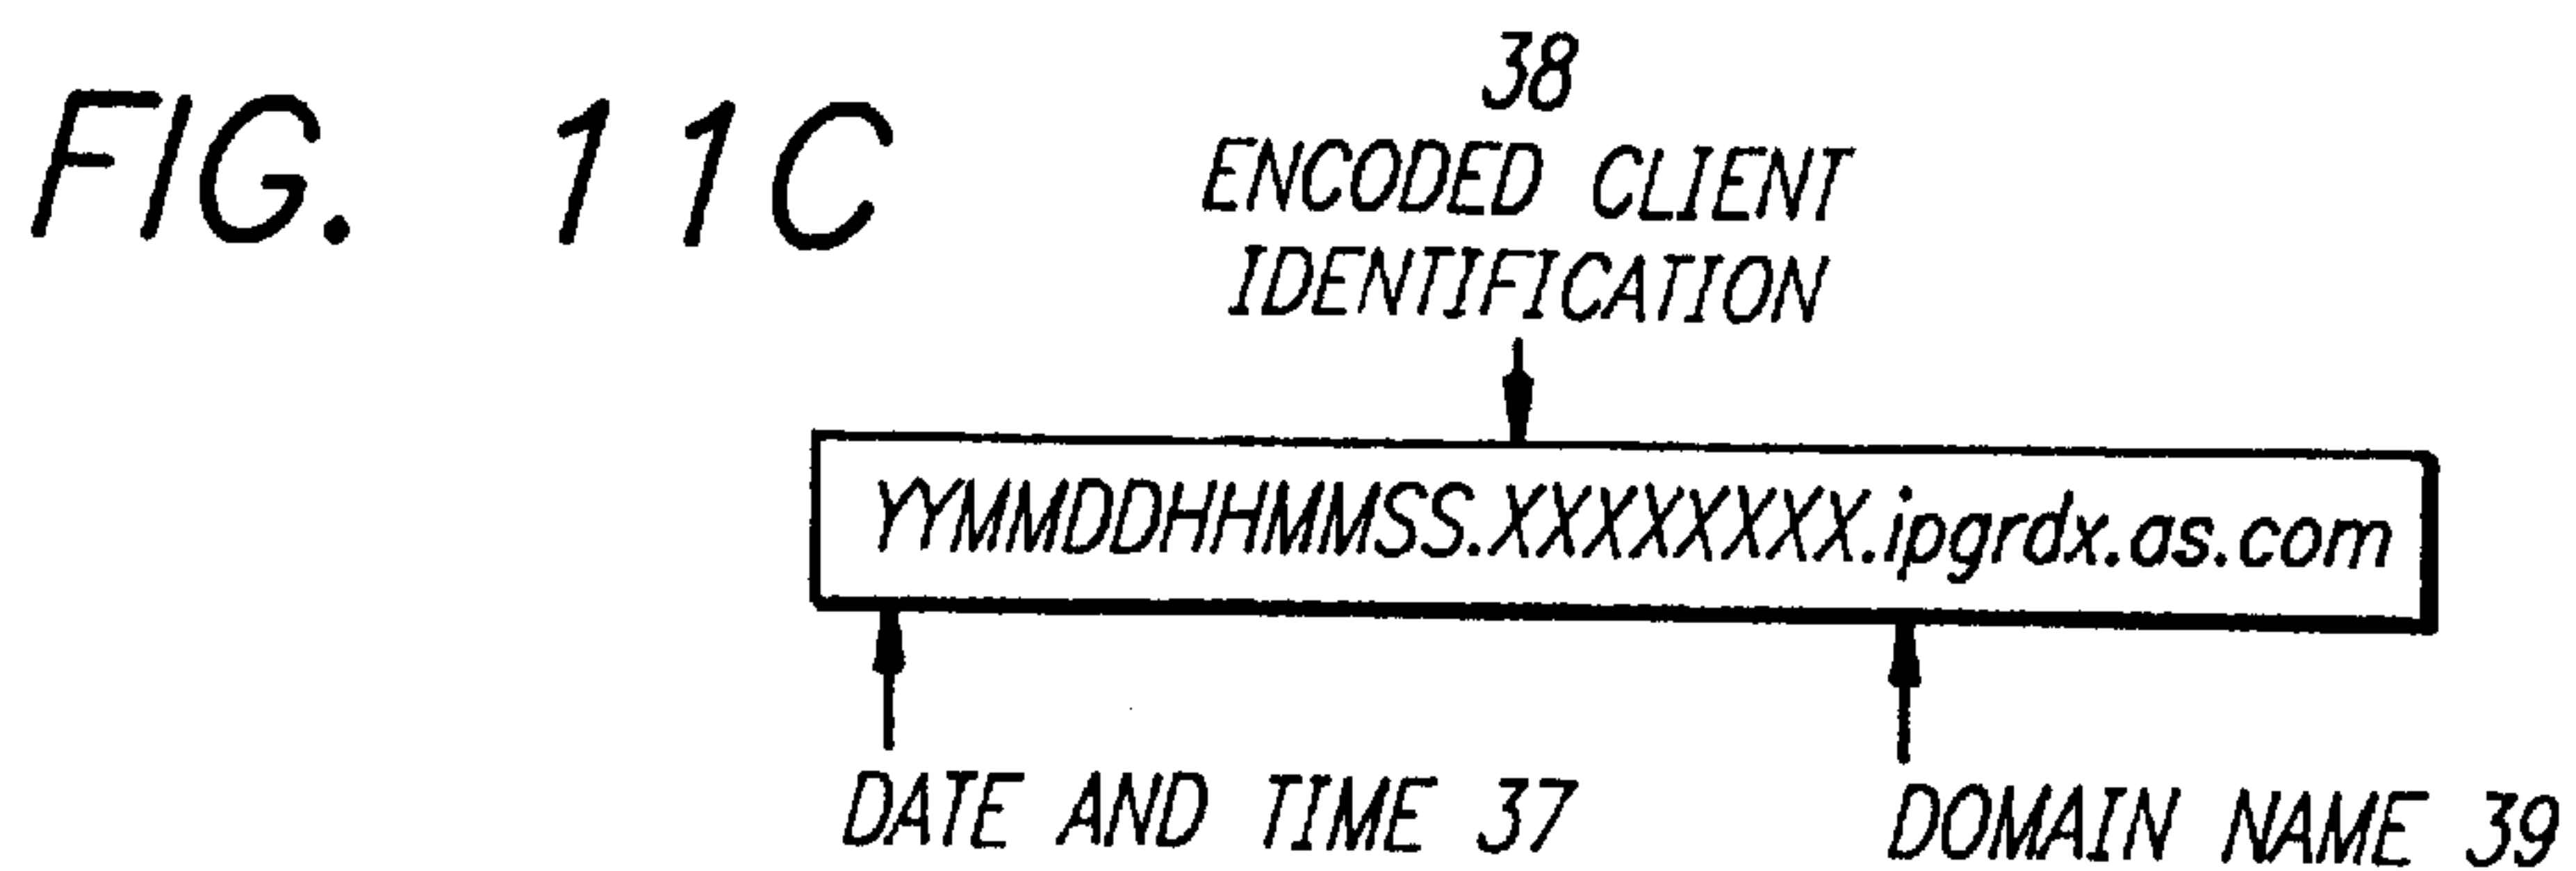 FIG. 11C
38
ENCODED CLIENT
IDENTIFICATION
YYMMDDHHMMSS.XXXXXXXX.ipgrdx.as.com
DATE AND TIME 37
DOMAIN NAME 39